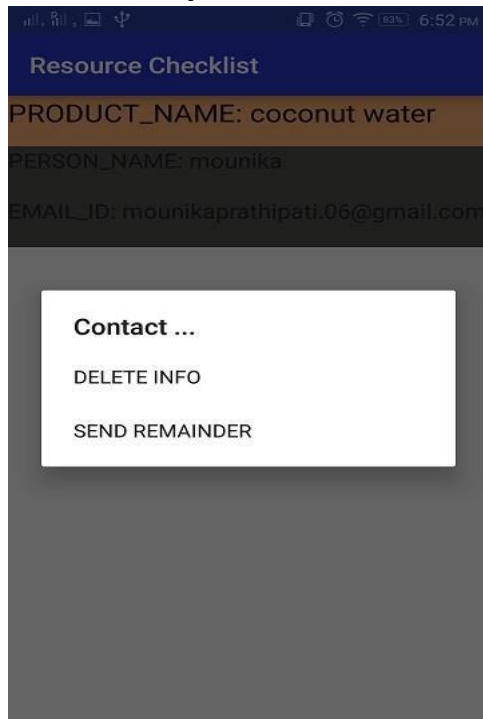 83% 6:52 PM
Resource Checklist
PRODUCT_NAME: coconut water
PERSON_NAME: mounika
EMAIL_ID: mounikaprathipati.06@gmail.com
Contact ...
DELETE INFO
SEND REMAINDER